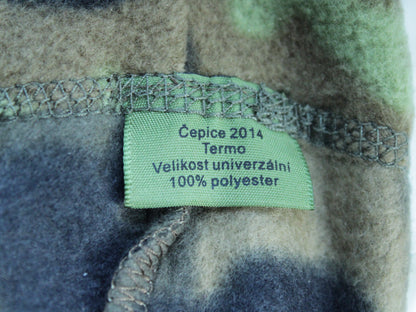 Čepice 2014
Termo
Velikost univerzální
100% polyester